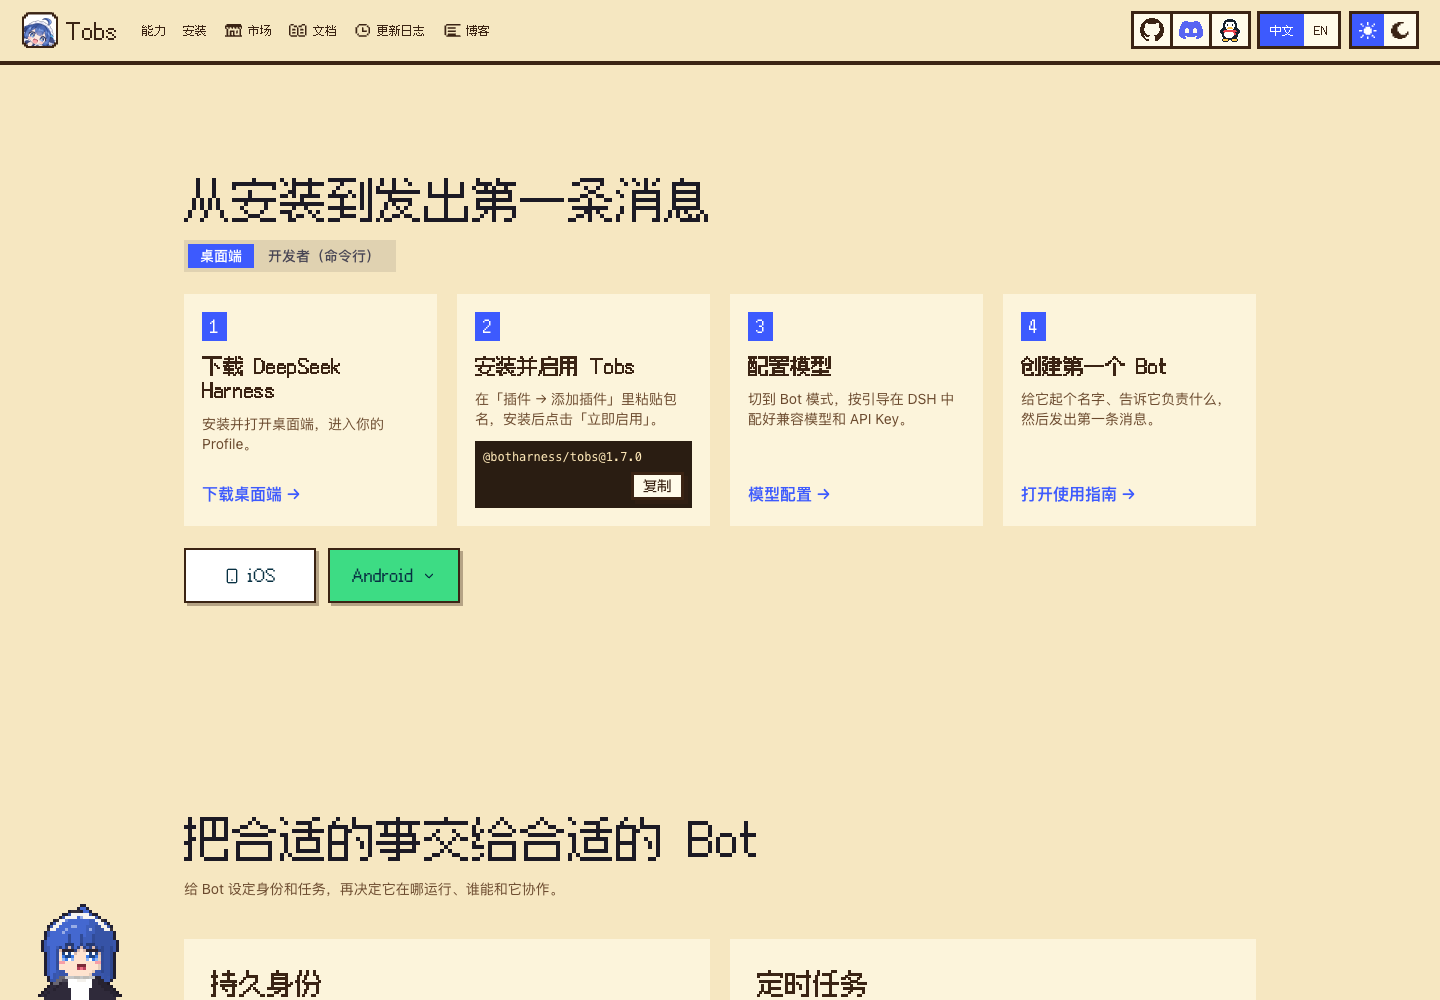 Tobs
能力
安装
市场
文档
更新日志
博客
中文
EN
从安装到发出第一条消息
桌面端
开发者（命令行）
1
下载 DeepSeek
Harness
安装并打开桌面端，进入你的
Profile。
下载桌面端 →
2
安装并启用 Tobs
在「插件 → 添加插件」里粘贴包
名，安装后点击「立即启用」。
@botharness/tobs@1.7.0
复制
3
配置模型
切到 Bot 模式，按引导在 DSH 中
配好兼容模型和 API Key。
模型配置 →
4
创建第一个 Bot
给它起个名字、告诉它负责什么，
然后发出第一条消息。
打开使用指南 →
iOS
Android
把合适的事交给合适的 Bot
给 Bot 设定身份和任务，再决定它在哪运行、谁能和它协作。
持久身份
定时任务